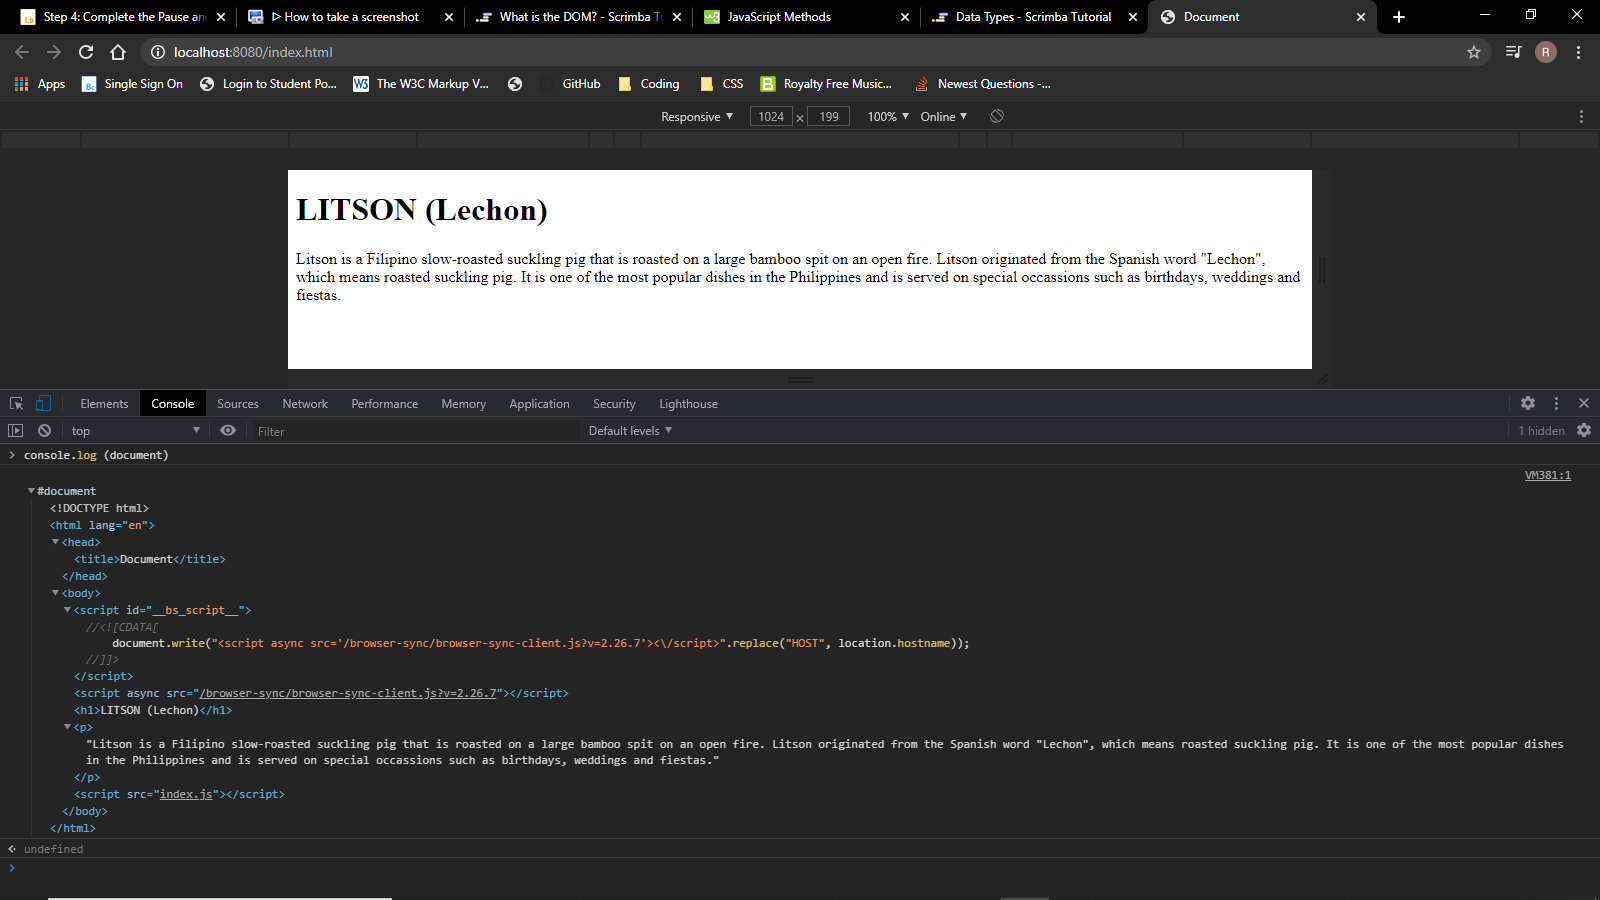 Step 4: Complete the Pause an
ᐅ How to take a screenshot
What is the DOM? - Scrimba Tu
JavaScript Methods
Data Types - Scrimba Tutorial
Document
localhost:8080/index.html
R
Apps
Single Sign On
Login to Student Po...
The W3C Markup V...
GitHub
Coding
CSS
Royalty Free Music...
Newest Questions -...
Responsive ▼ 1024 × 199 100% ▼ Online ▼
LITSON (Lechon)
Litson is a Filipino slow-roasted suckling pig that is roasted on a large bamboo spit on an open fire. Litson originated from the Spanish word "Lechon",
which means roasted suckling pig. It is one of the most popular dishes in the Philippines and is served on special occassions such as birthdays, weddings and
fiestas.
Elements Console Sources Network Performance Memory Application Security Lighthouse
top Filter Default levels ▼ 1 hidden
> console.log (document)
VM381:1
▼#document
<!DOCTYPE html>
<html lang="en">
▼<head>
<title>Document</title>
</head>
▼<body>
▼<script id="__bs_script__">
//<![CDATA[
document.write("<script async src='/browser-sync/browser-sync-client.js?v=2.26.7'><\/script>".replace("HOST", location.hostname));
//]]>
</script>
<script async src="/browser-sync/browser-sync-client.js?v=2.26.7"></script>
<h1>LITSON (Lechon)</h1>
▼<p>
"Litson is a Filipino slow-roasted suckling pig that is roasted on a large bamboo spit on an open fire. Litson originated from the Spanish word "Lechon", which means roasted suckling pig. It is one of the most popular dishes
in the Philippines and is served on special occassions such as birthdays, weddings and fiestas."
</p>
<script src="index.js"></script>
</body>
</html>
undefined
>